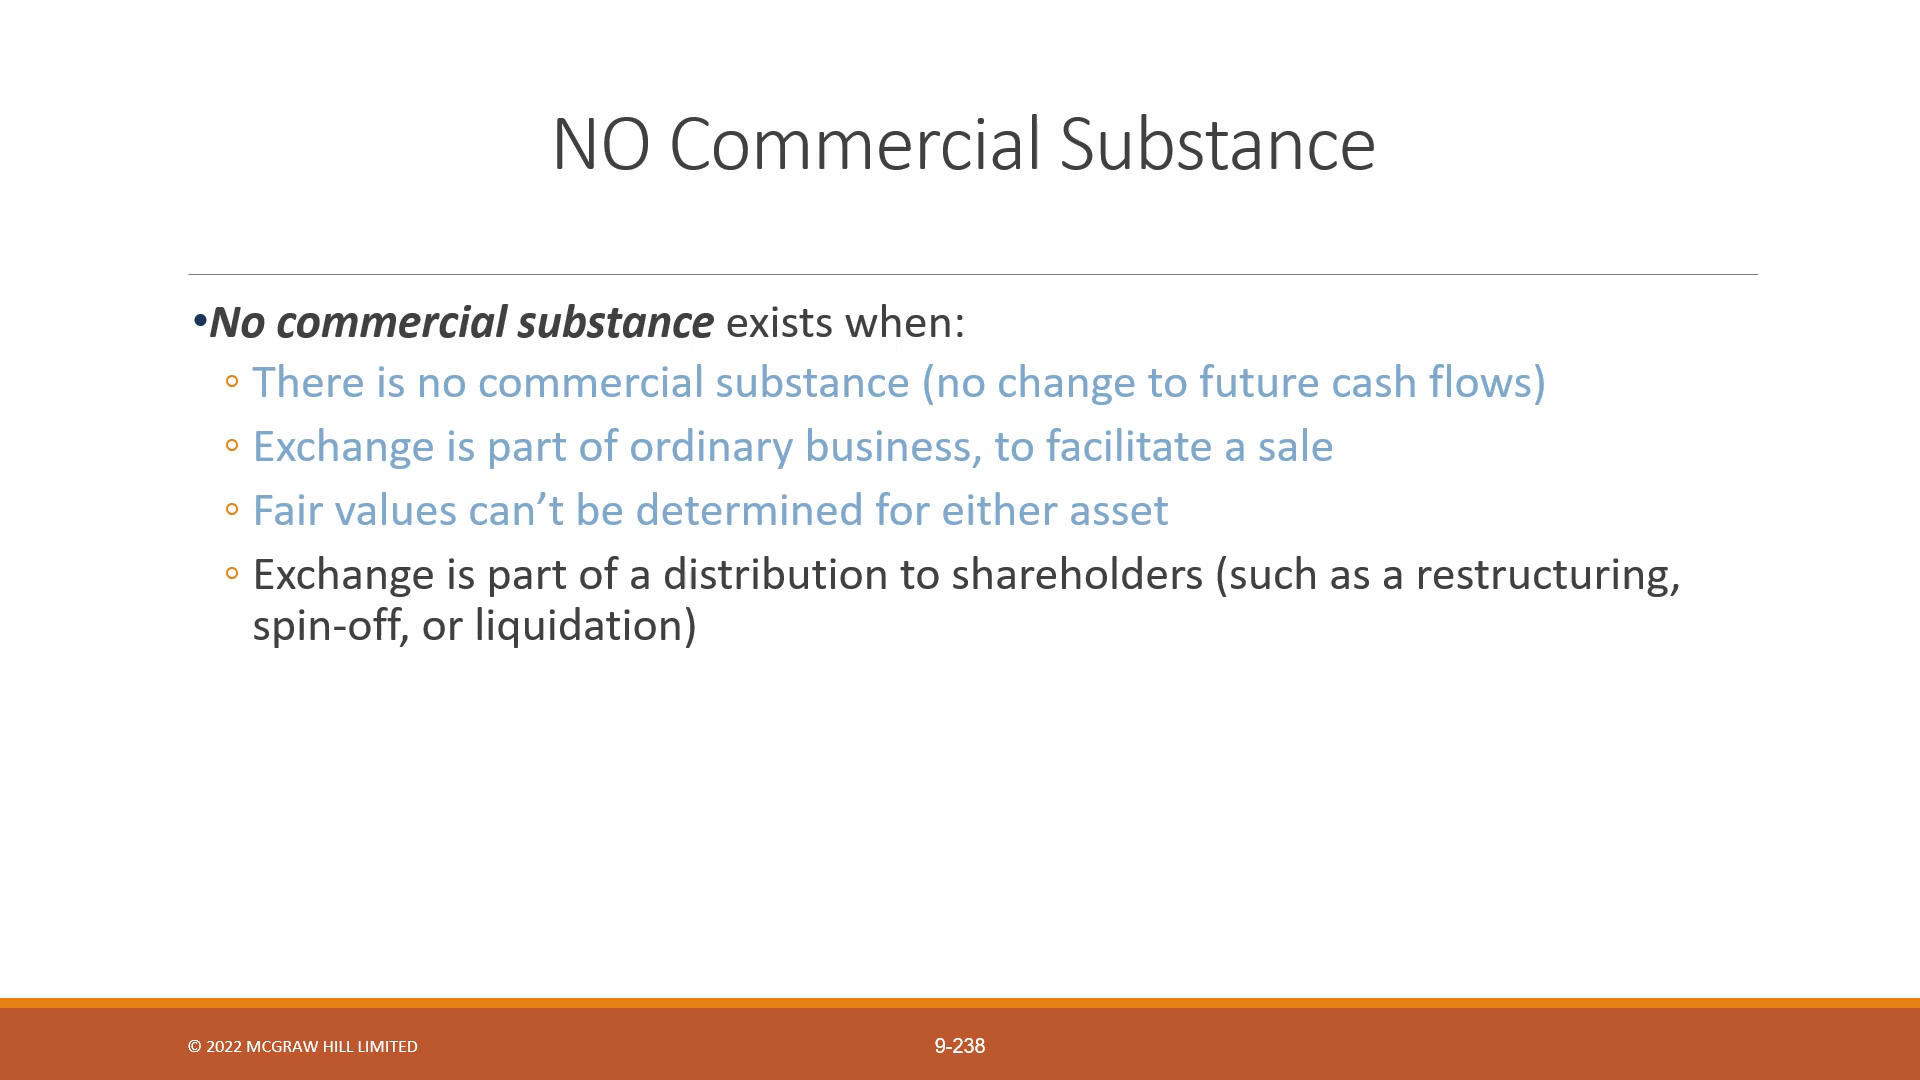 NO Commercial Substance
•No commercial substance exists when:
◦ There is no commercial substance (no change to future cash flows)
◦ Exchange is part of ordinary business, to facilitate a sale
◦ Fair values can’t be determined for either asset
◦ Exchange is part of a distribution to shareholders (such as a restructuring,
spin-off, or liquidation)
© 2022 MCGRAW HILL LIMITED
9-238